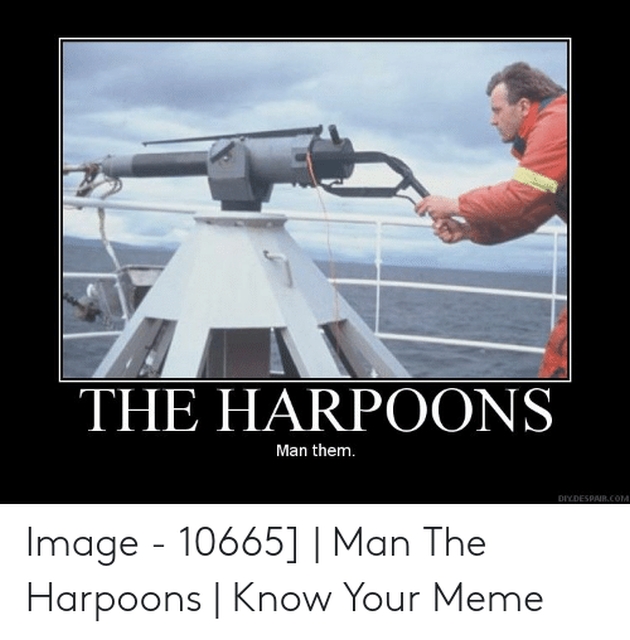 THE HARPOONS
Man them.
DIY.DESPAIR.COM
Image - 10665] | Man The
Harpoons | Know Your Meme